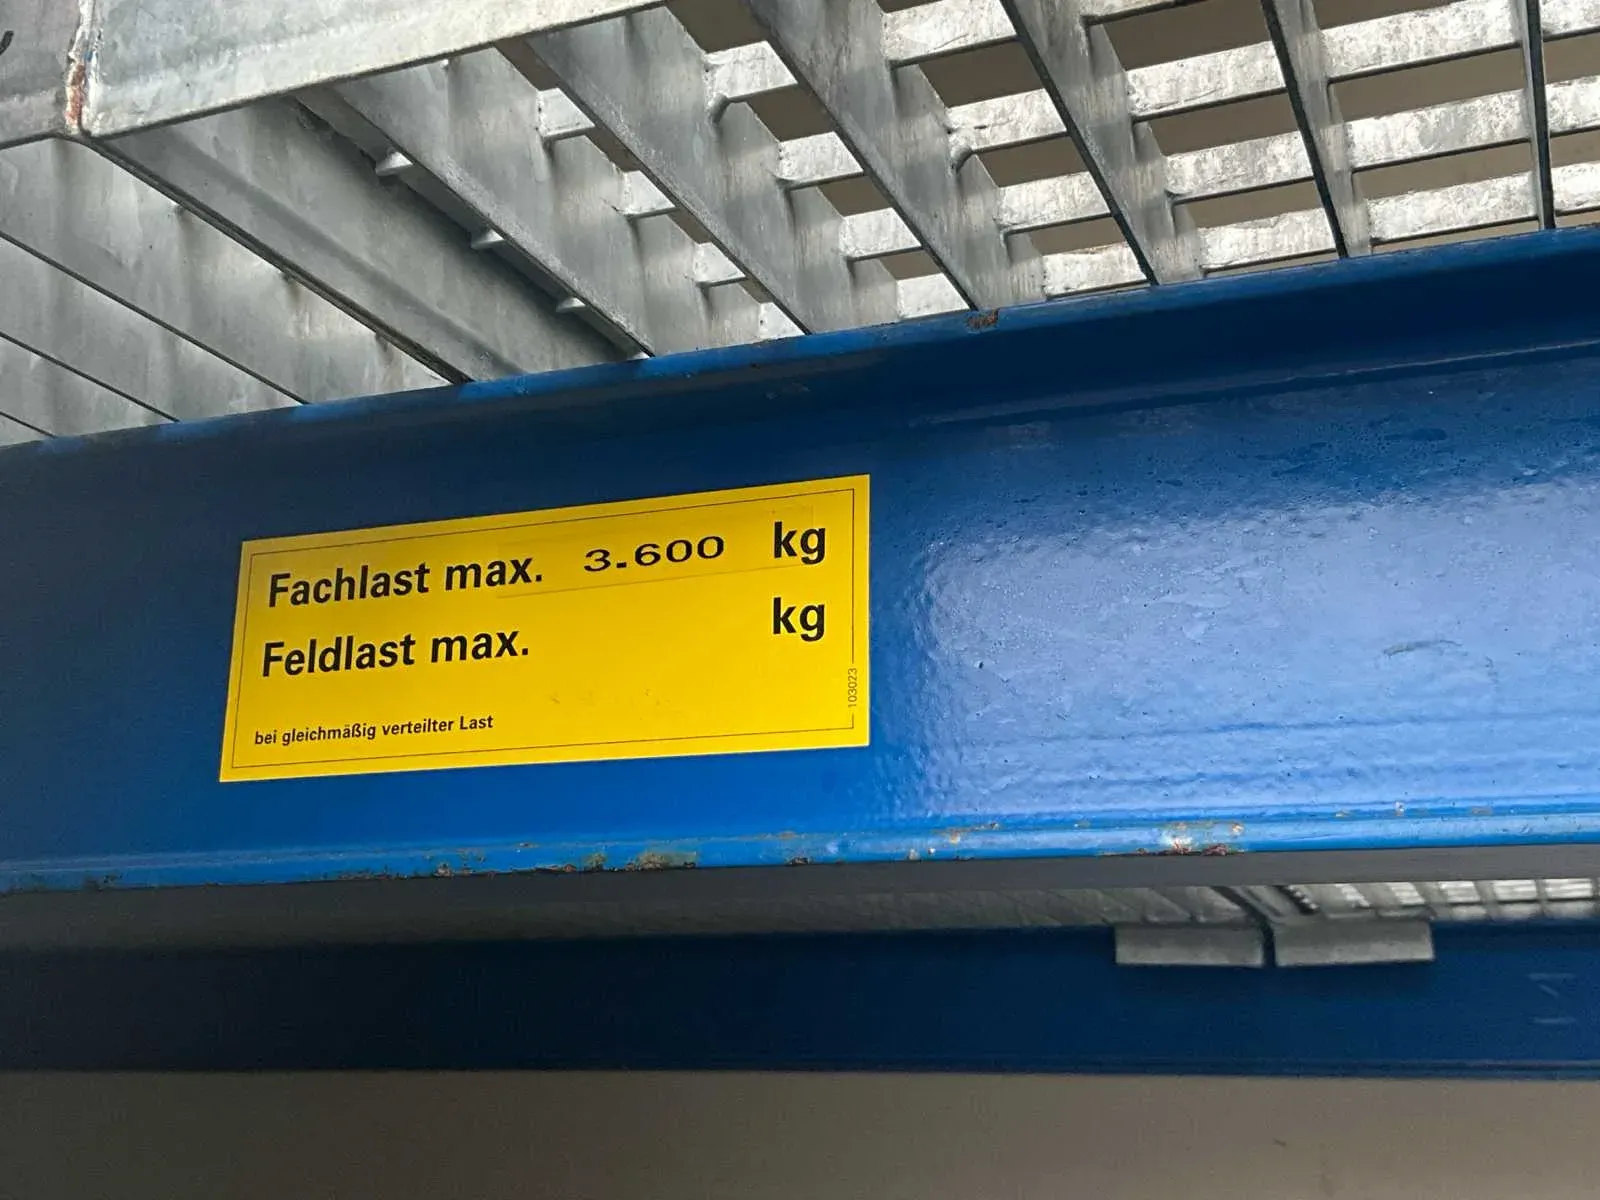 Fachlast max. 3.600 kg
Feldlast max. kg
bei gleichmäßig verteilter Last
103023